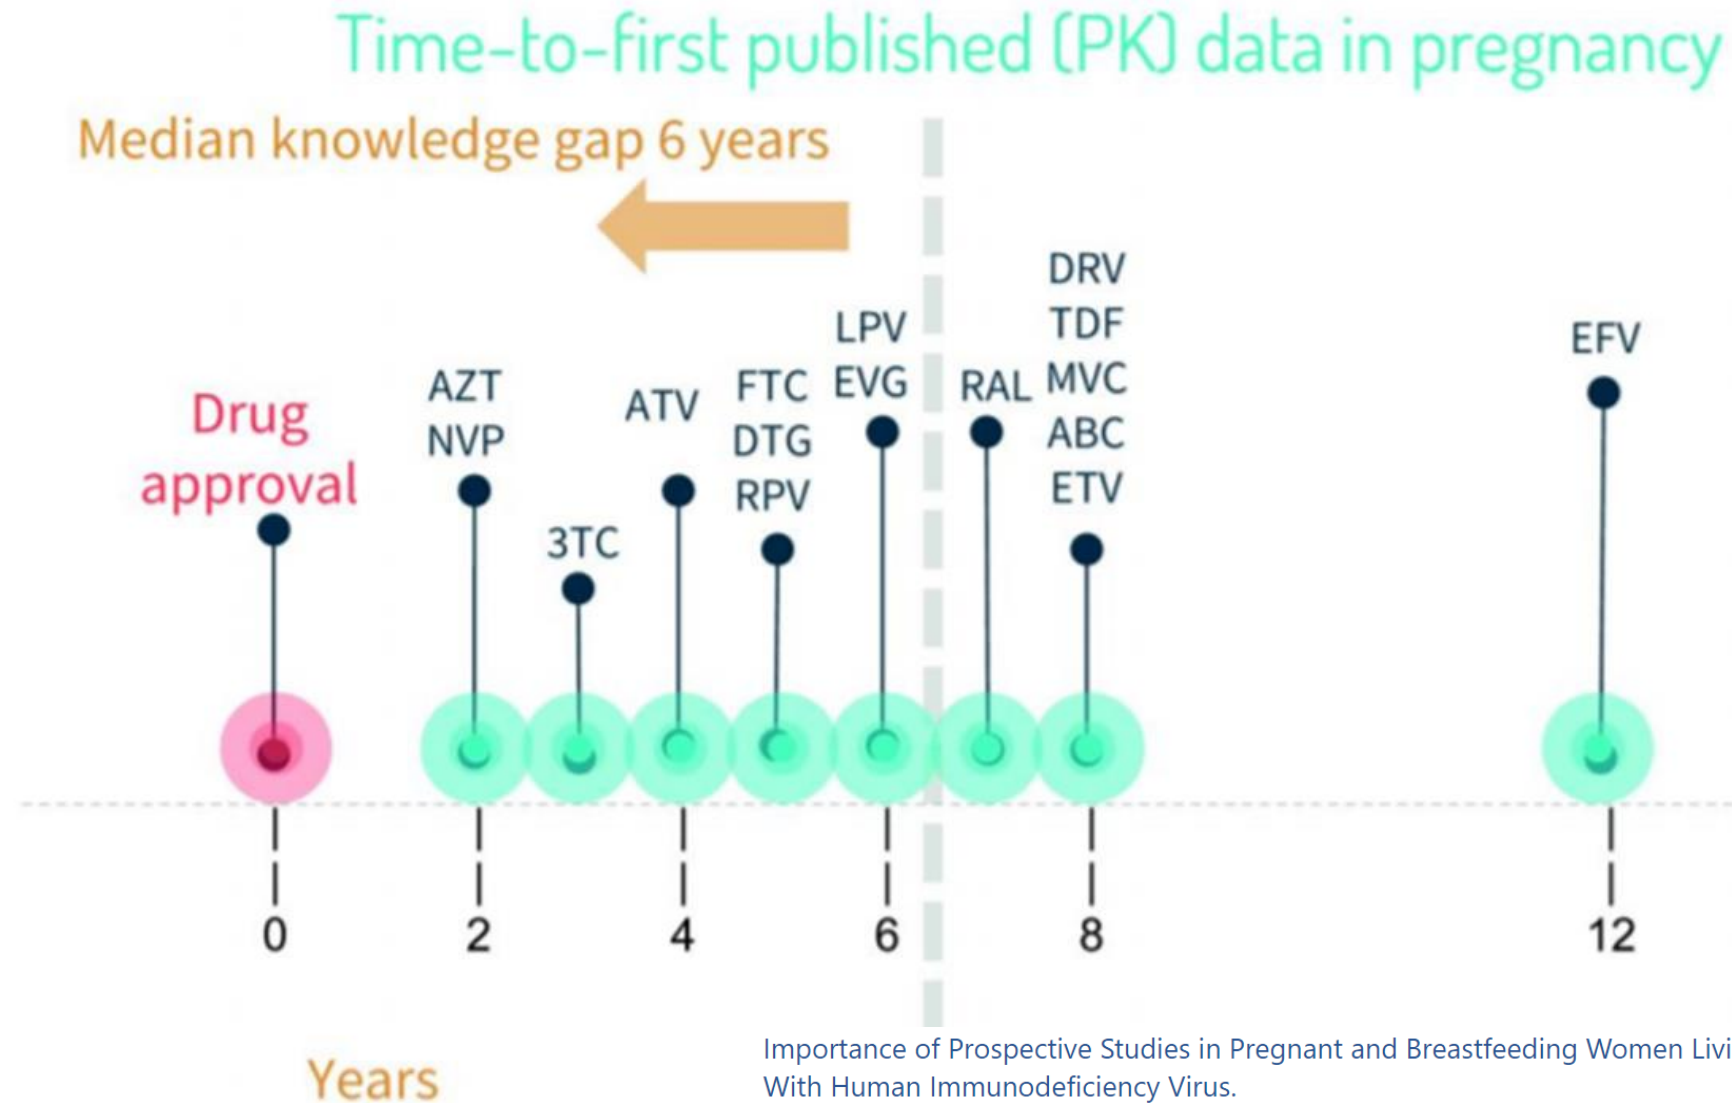 Time-to-first published (PK) data in pregnancy
Median knowledge gap 6 years
Drug
approval
AZT
NVP
3TC
ATV
FTC
DTG
RPV
LPV
EVG
RAL
DRV
TDF
MVC
ABC
ETV
EFV
0
2
4
6
8
12
Years
Importance of Prospective Studies in Pregnant and Breastfeeding Women Livi
With Human Immunodeficiency Virus.